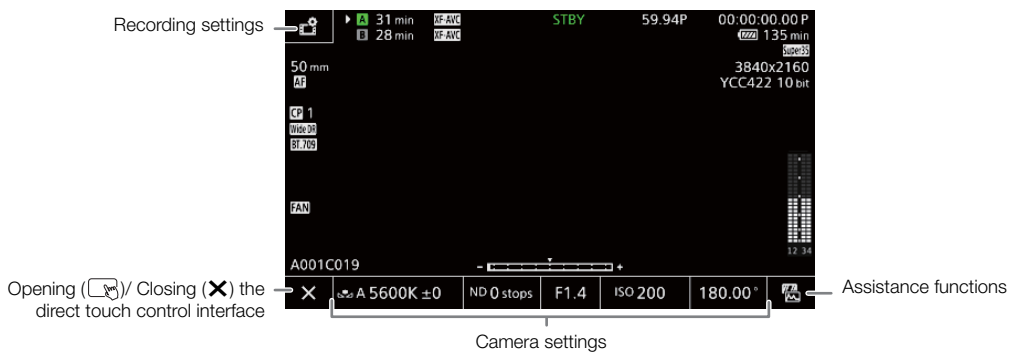 Recording settings
A 31 min XF-AVC STBY 59.94P 00:00:00.00 P
B 28 min XF-AVC 135 min
Super35
50 mm 3840x2160
AF YCC422 10 bit
CP 1
Wide DR
BT.709
FAN
12 34
A001C019 - +
Opening ( )/ Closing (X) the
direct touch control interface
X A 5600K ±0 ND 0 stops F1.4 ISO 200 180.00°
Assistance functions
Camera settings